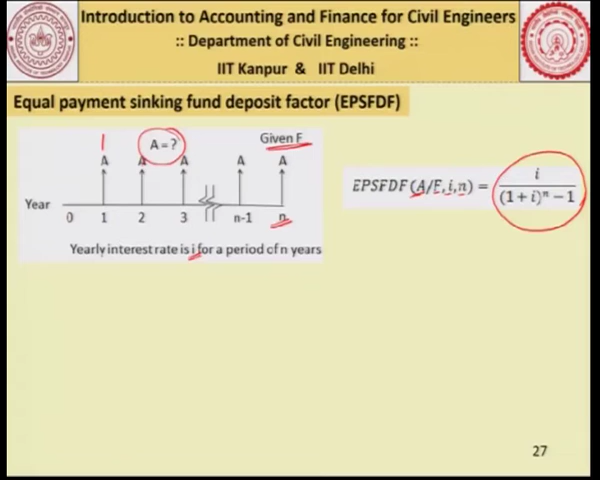 Introduction to Accounting and Finance for Civil Engineers
:: Department of Civil Engineering ::
IIT Kanpur & IIT Delhi
Equal payment sinking fund deposit factor (EPSFDF)
A=? Given F
A A A A A
Year 0 1 2 3 n-1 n
Yearly interest rate is i for a period of n years
EPSFDF(A/F, i, n) = i / ((1 + i)ⁿ − 1)
27